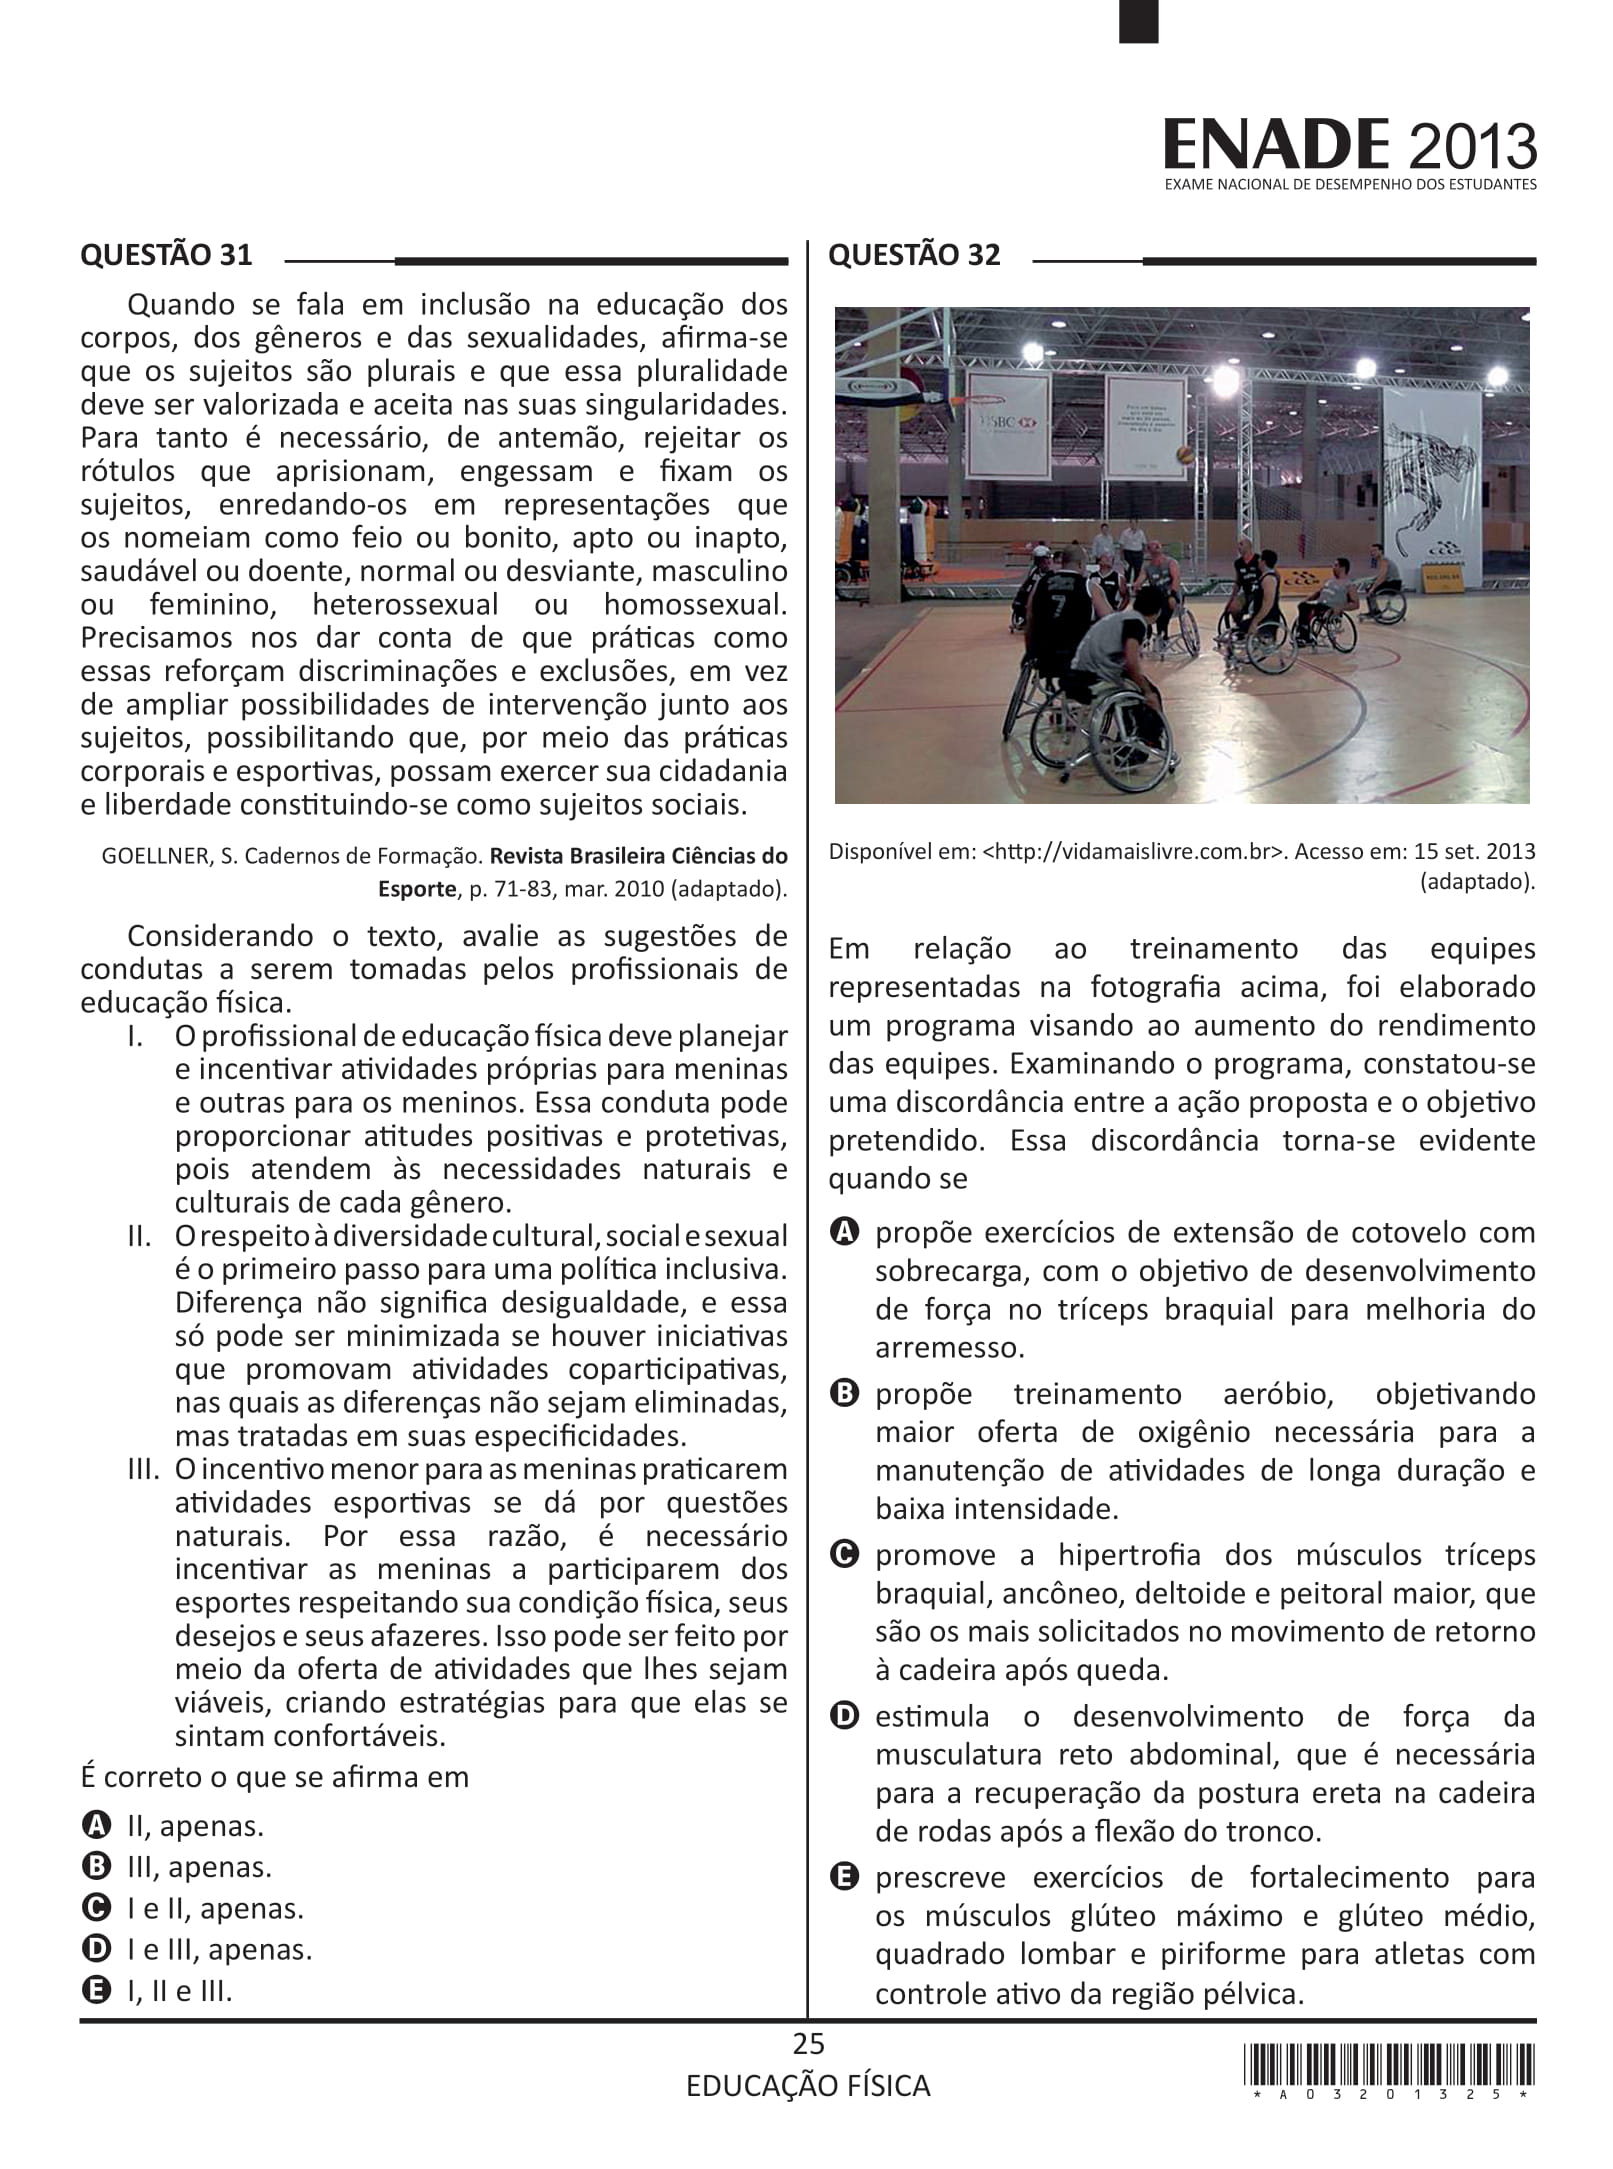 ENADE 2013
EXAME NACIONAL DE DESEMPENHO DOS ESTUDANTES
QUESTÃO 31
Quando se fala em inclusão na educação dos
corpos, dos gêneros e das sexualidades, afirma-se
que os sujeitos são plurais e que essa pluralidade
deve ser valorizada e aceita nas suas singularidades.
Para tanto é necessário, de antemão, rejeitar os
rótulos que aprisionam, engessam e fixam os
sujeitos, enredando-os em representações que
os nomeiam como feio ou bonito, apto ou inapto,
saudável ou doente, normal ou desviante, masculino
ou feminino, heterossexual ou homossexual.
Precisamos nos dar conta de que práticas como
essas reforçam discriminações e exclusões, em vez
de ampliar possibilidades de intervenção junto aos
sujeitos, possibilitando que, por meio das práticas
corporais e esportivas, possam exercer sua cidadania
e liberdade constituindo-se como sujeitos sociais.
GOELLNER, S. Cadernos de Formação. Revista Brasileira Ciências do
Esporte, p. 71-83, mar. 2010 (adaptado).
Considerando o texto, avalie as sugestões de
condutas a serem tomadas pelos profissionais de
educação física.
I. O profissional de educação física deve planejar
e incentivar atividades próprias para meninas
e outras para os meninos. Essa conduta pode
proporcionar atitudes positivas e protetivas,
pois atendem às necessidades naturais e
culturais de cada gênero.
II. O respeito à diversidade cultural, social e sexual
é o primeiro passo para uma política inclusiva.
Diferença não significa desigualdade, e essa
só pode ser minimizada se houver iniciativas
que promovam atividades coparticipativas,
nas quais as diferenças não sejam eliminadas,
mas tratadas em suas especificidades.
III. O incentivo menor para as meninas praticarem
atividades esportivas se dá por questões
naturais. Por essa razão, é necessário
incentivar as meninas a participarem dos
esportes respeitando sua condição física, seus
desejos e seus afazeres. Isso pode ser feito por
meio da oferta de atividades que lhes sejam
viáveis, criando estratégias para que elas se
sintam confortáveis.
É correto o que se afirma em
A II, apenas.
B III, apenas.
C I e II, apenas.
D I e III, apenas.
E I, II e III.
QUESTÃO 32
HSBC
7
Disponível em: <http://vidamaislivre.com.br>. Acesso em: 15 set. 2013
(adaptado).
Em relação ao treinamento das equipes
representadas na fotografia acima, foi elaborado
um programa visando ao aumento do rendimento
das equipes. Examinando o programa, constatou-se
uma discordância entre a ação proposta e o objetivo
pretendido. Essa discordância torna-se evidente
quando se
A propõe exercícios de extensão de cotovelo com
sobrecarga, com o objetivo de desenvolvimento
de força no tríceps braquial para melhoria do
arremesso.
B propõe treinamento aeróbio, objetivando
maior oferta de oxigênio necessária para a
manutenção de atividades de longa duração e
baixa intensidade.
C promove a hipertrofia dos músculos tríceps
braquial, ancôneo, deltoide e peitoral maior, que
são os mais solicitados no movimento de retorno
à cadeira após queda.
D estimula o desenvolvimento de força da
musculatura reto abdominal, que é necessária
para a recuperação da postura ereta na cadeira
de rodas após a flexão do tronco.
E prescreve exercícios de fortalecimento para
os músculos glúteo máximo e glúteo médio,
quadrado lombar e piriforme para atletas com
controle ativo da região pélvica.
25
EDUCAÇÃO FÍSICA
* A 0 3 2 0 1 3 2 5 *